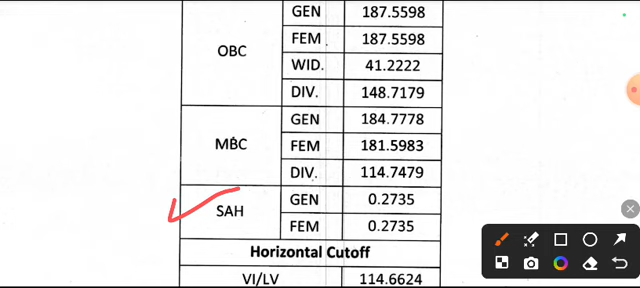 GEN 187.5598
OBC FEM 187.5598
WID. 41.2222
DIV. 148.7179
GEN 184.7778
MBC FEM 181.5983
DIV. 114.7479
SAH GEN 0.2735
FEM 0.2735
Horizontal Cutoff
VI/LV 114.6624